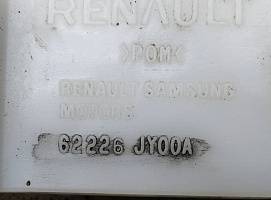 RENAULT
>POM<
RENAULT SAMSUNG
MOTORS
62226 JY00A